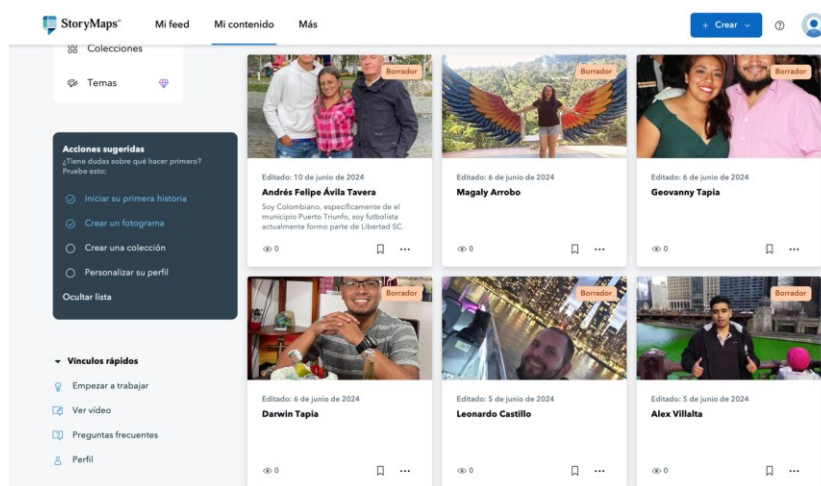 StoryMaps
Mi feed
Mi contenido
Más
+ Crear
Colecciones
Temas
Acciones sugeridas
¿Tiene dudas sobre qué hacer primero?
Pruebe esto:
Iniciar su primera historia
Crear un fotograma
Crear una colección
Personalizar su perfil
Ocultar lista
Vínculos rápidos
Empezar a trabajar
Ver vídeo
Preguntas frecuentes
Perfil
Borrador
Editado: 10 de junio de 2024
Andrés Felipe Ávila Tavera
Soy Colombiano, específicamente de el
municipio Puerto Triunfo, soy futbolista
actualmente formo parte de Libertad SC.
0
Borrador
Editado: 6 de junio de 2024
Magaly Arrobo
0
Borrador
Editado: 6 de junio de 2024
Geovanny Tapia
0
Borrador
Editado: 6 de junio de 2024
Darwin Tapia
0
Borrador
Editado: 5 de junio de 2024
Leonardo Castillo
0
Borrador
Editado: 5 de junio de 2024
Alex Villalta
0